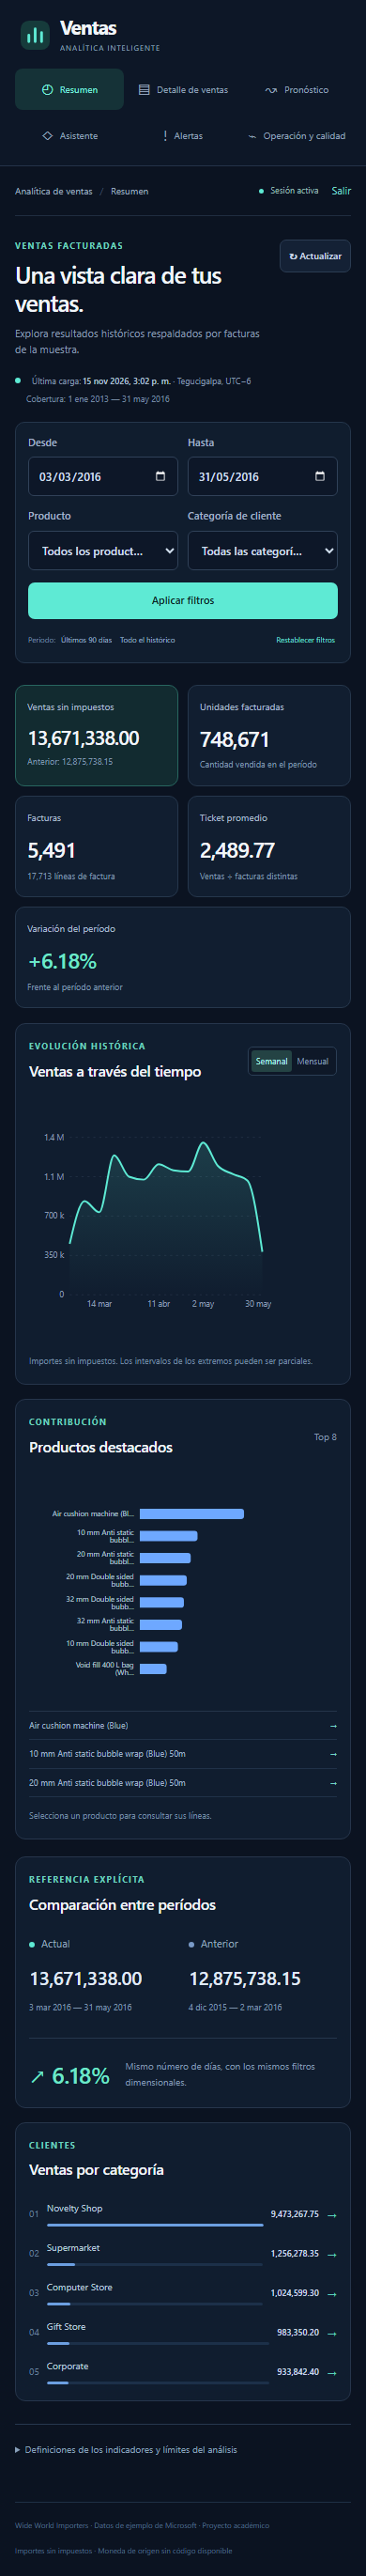 Ventas
ANALÍTICA INTELIGENTE
Resumen
Detalle de ventas
Pronóstico
Asistente
Alertas
Operación y calidad
Analítica de ventas / Resumen
Sesión activa
Salir
VENTAS FACTURADAS
↻ Actualizar
Una vista clara de tus
ventas.
Explora resultados históricos respaldados por facturas
de la muestra.
Última carga: 15 nov 2026, 3:02 p. m. · Tegucigalpa, UTC−6
Cobertura: 1 ene 2013 — 31 may 2016
Desde
Hasta
03/03/2016
31/05/2016
Producto
Categoría de cliente
Todos los product...
Todas las categorí...
Aplicar filtros
Periodo: Últimos 90 días Todo el histórico
Restablecer filtros
Ventas sin impuestos
13,671,338.00
Anterior: 12,875,738.15
Unidades facturadas
748,671
Cantidad vendida en el período
Facturas
5,491
17,713 líneas de factura
Ticket promedio
2,489.77
Ventas ÷ facturas distintas
Variación del período
+6.18%
Frente al período anterior
EVOLUCIÓN HISTÓRICA
Ventas a través del tiempo
Semanal
Mensual
1.4 M
1.1 M
700 k
350 k
0
14 mar
11 abr
2 may
30 may
Importes sin impuestos. Los intervalos de los extremos pueden ser parciales.
CONTRIBUCIÓN
Productos destacados
Top 8
Air cushion machine (Bl...
10 mm Anti static
bubbl...
20 mm Anti static
bubbl...
20 mm Double sided
bubb...
32 mm Double sided
bubb...
32 mm Anti static
bubbl...
10 mm Double sided
bubb...
Void fill 400 L bag
(Wh...
Air cushion machine (Blue) →
10 mm Anti static bubble wrap (Blue) 50m →
20 mm Anti static bubble wrap (Blue) 50m →
Selecciona un producto para consultar sus líneas.
REFERENCIA EXPLÍCITA
Comparación entre períodos
Actual
13,671,338.00
3 mar 2016 — 31 may 2016
Anterior
12,875,738.15
4 dic 2015 — 2 mar 2016
↗ 6.18%
Mismo número de días, con los mismos filtros
dimensionales.
CLIENTES
Ventas por categoría
01 Novelty Shop 9,473,267.75 →
02 Supermarket 1,256,278.35 →
03 Computer Store 1,024,599.30 →
04 Gift Store 983,350.20 →
05 Corporate 933,842.40 →
Definiciones de los indicadores y límites del análisis
Wide World Importers · Datos de ejemplo de Microsoft · Proyecto académico
Importes sin impuestos · Moneda de origen sin código disponible